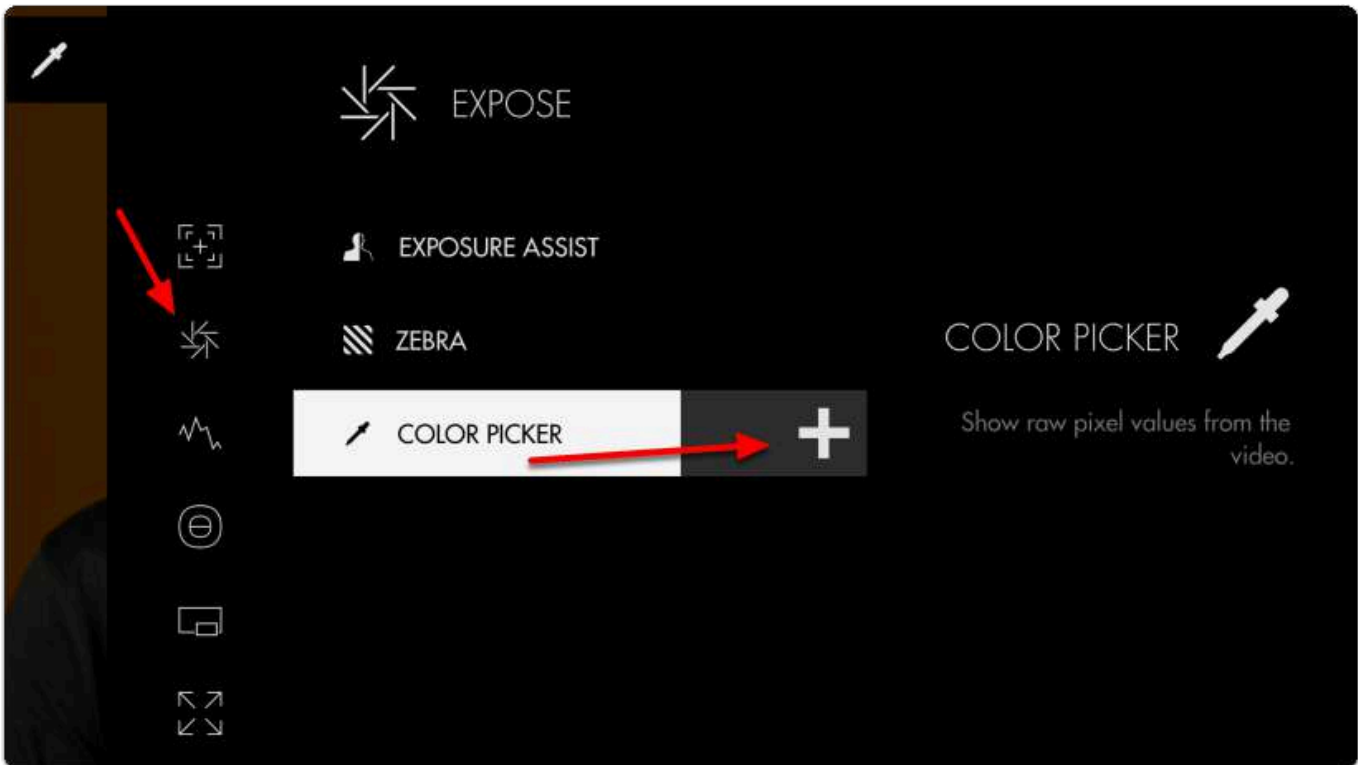 EXPOSE
EXPOSURE ASSIST
ZEBRA
COLOR PICKER
COLOR PICKER
Show raw pixel values from the
video.